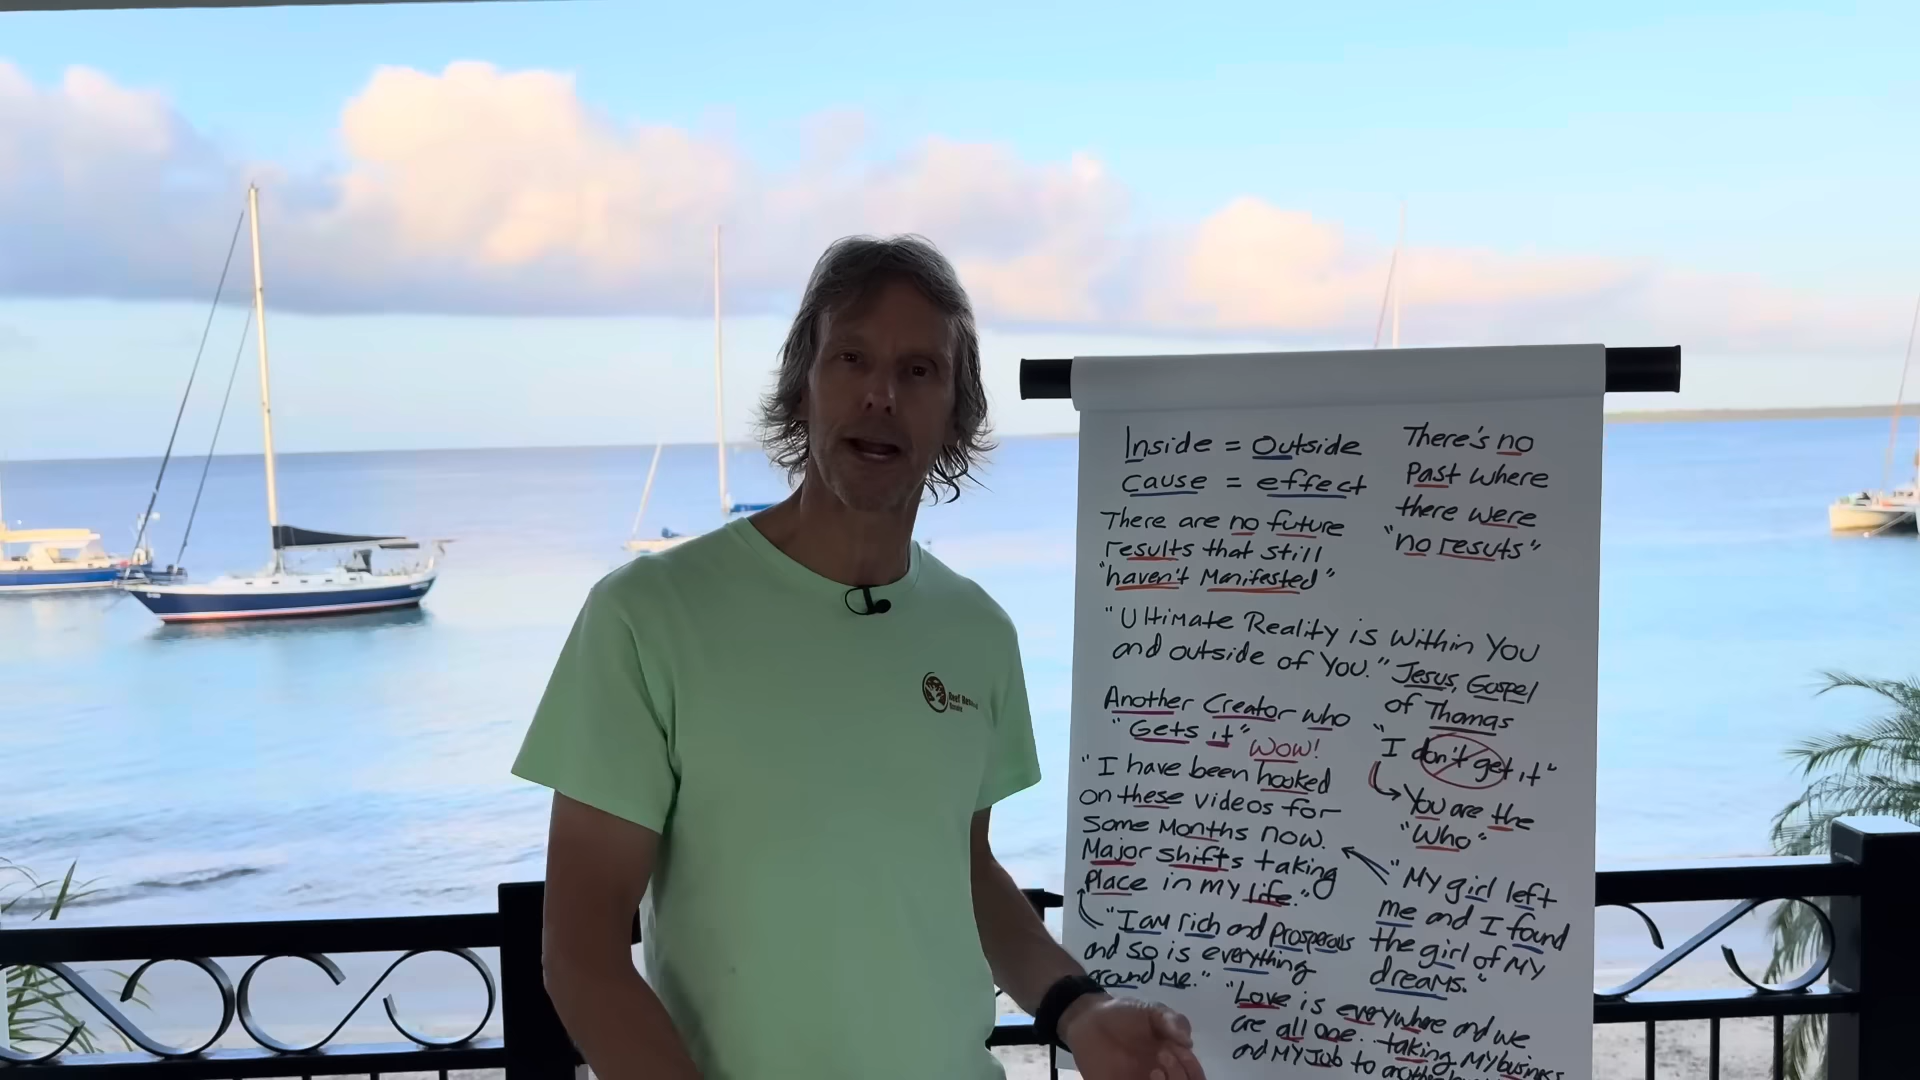 Inside = Outside
cause = effect
There are no future
results that still
"haven't Manifested"
There's no
Past where
there were
"no resuts"
"Ultimate Reality is within You
and outside of You." Jesus, Gospel
of Thomas
Another Creator who
"Gets it" WOW!
"I have been hooked
on these videos for
some Months now.
Major shifts taking
Place in my life."
"I don't get it"
You are the
"Who"
"My girl left
me and I found
the girl of My
dreams."
"I am rich and prosperous
and so is everything
around me."
"Love is everywhere and we
are all one.. taking My business
and My Job to
Reef